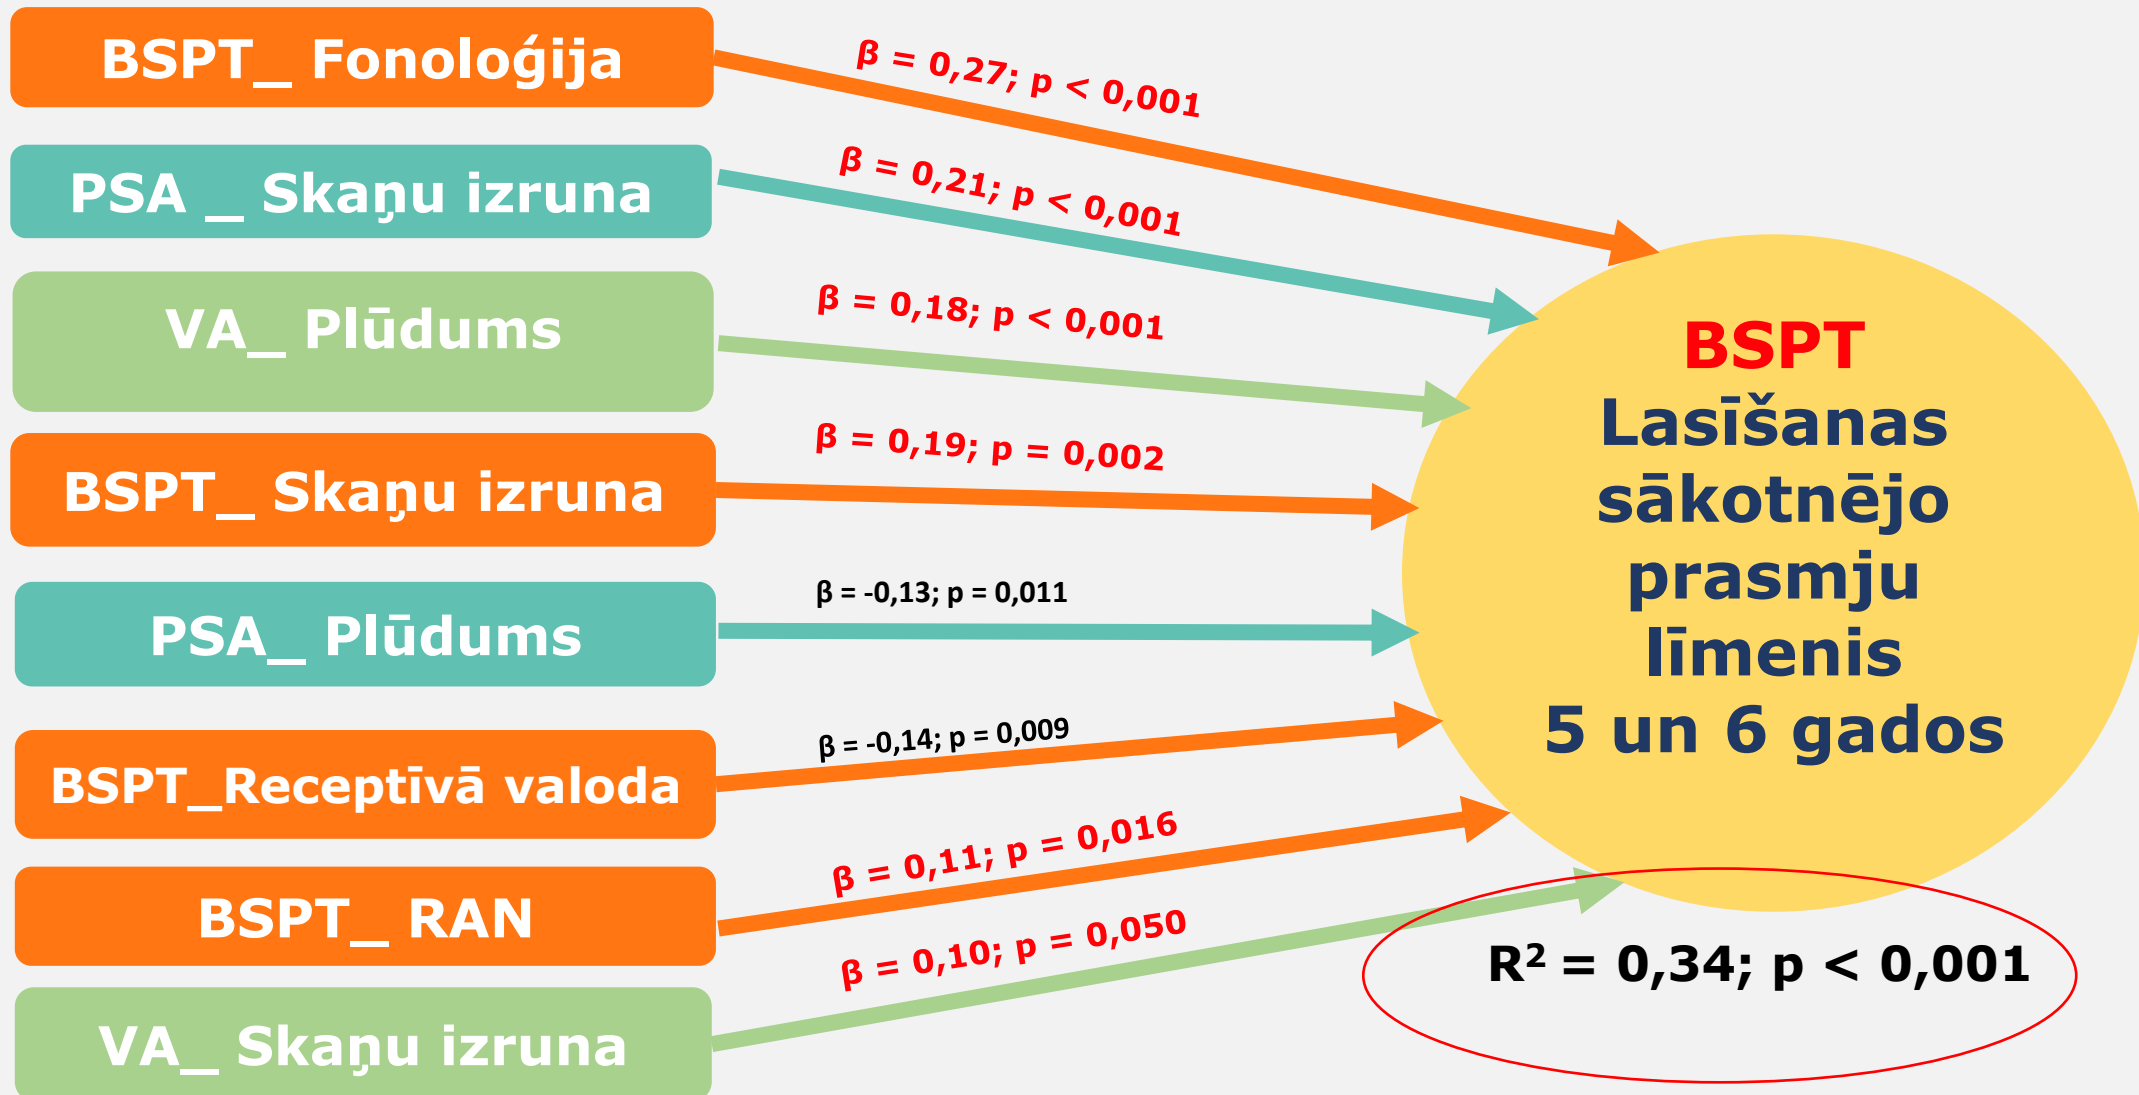 BSPT_ Fonoloģija
β = 0,27; p < 0,001
PSA _ Skaņu izruna
β = 0,21; p < 0,001
VA_ Plūdums
β = 0,18; p < 0,001
BSPT_ Skaņu izruna
β = 0,19; p = 0,002
PSA_ Plūdums
β = -0,13; p = 0,011
BSPT_Receptīvā valoda
β = -0,14; p = 0,009
BSPT_ RAN
β = 0,11; p = 0,016
VA_ Skaņu izruna
β = 0,10; p = 0,050
BSPT
Lasīšanas
sākotnējo
prasmju
līmenis
5 un 6 gados
R² = 0,34; p < 0,001